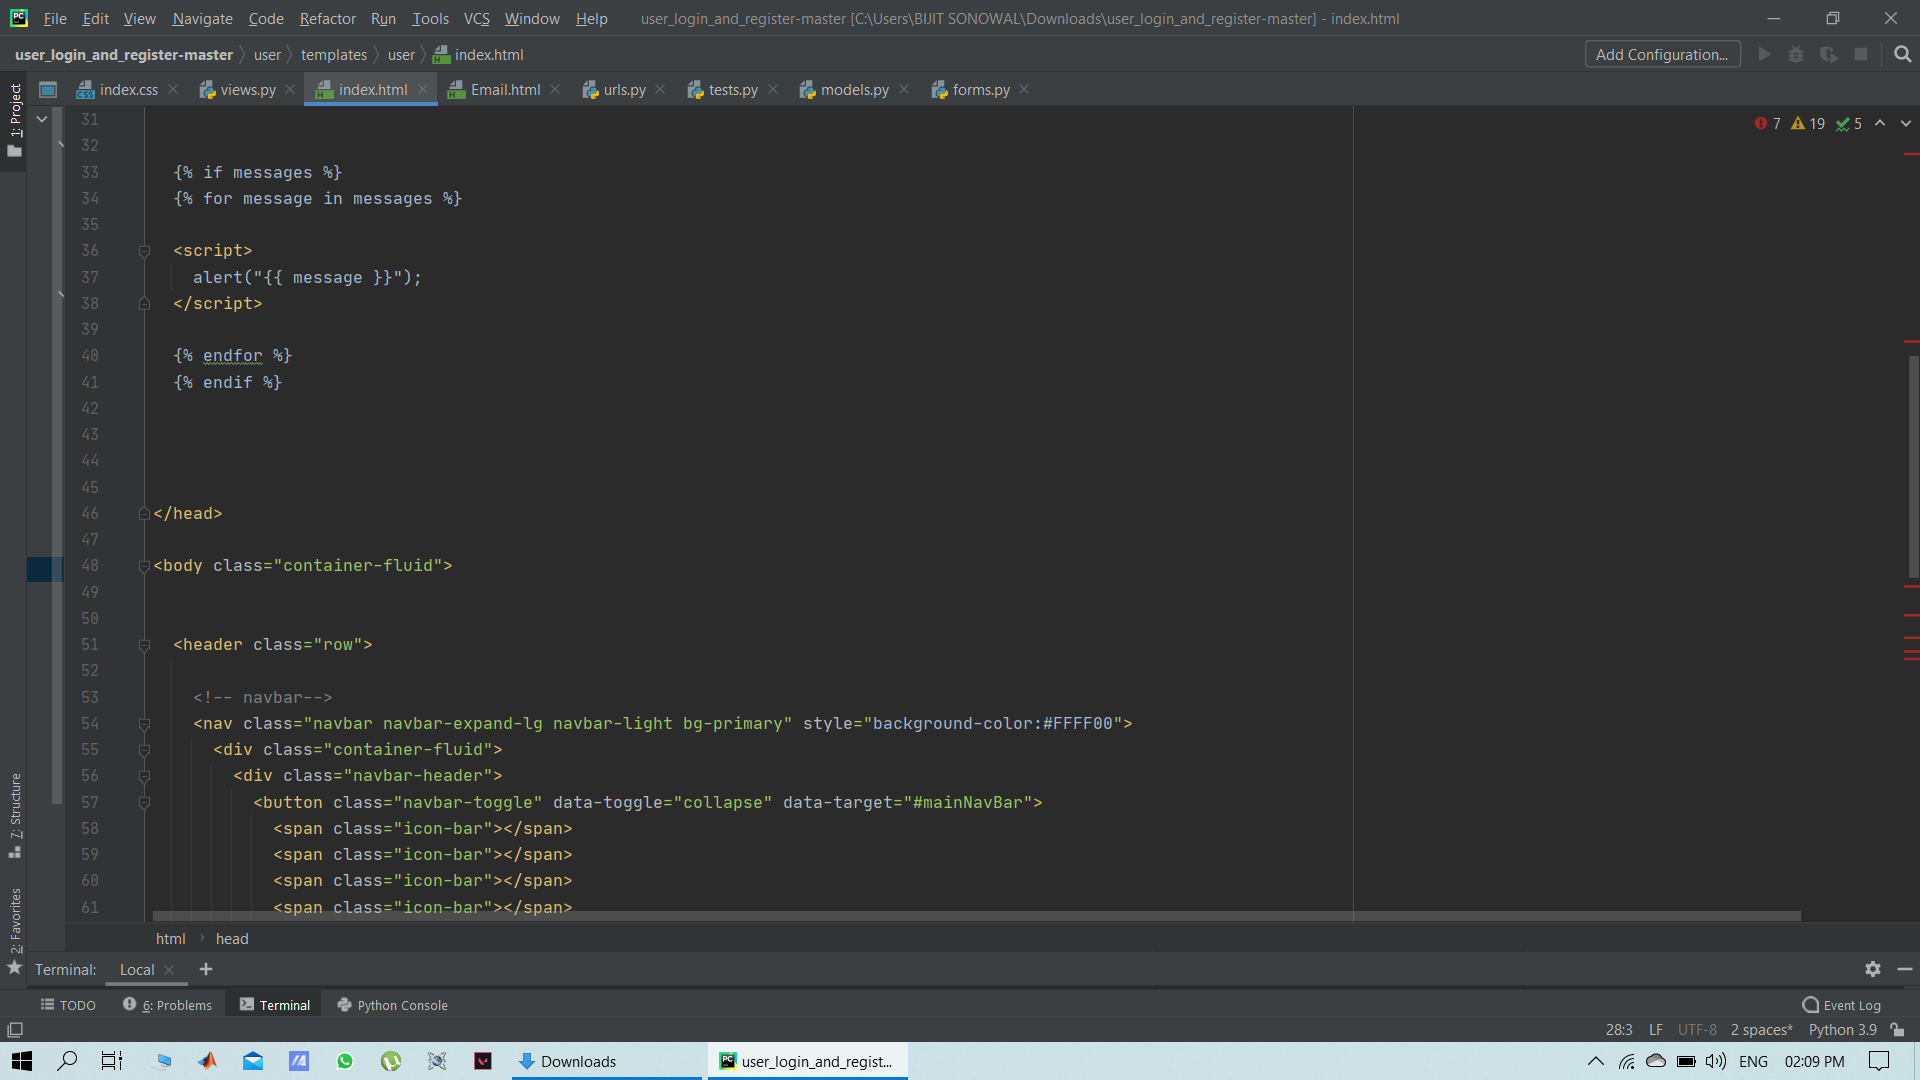 File Edit View Navigate Code Refactor Run Tools VCS Window Help user_login_and_register-master [C:\Users\BIJIT SONOWAL\Downloads\user_login_and_register-master] - index.html
user_login_and_register-master user templates user index.html Add Configuration...
index.css views.py index.html Email.html urls.py tests.py models.py forms.py
1: Project
7 19 5
31
32
33 {% if messages %}
34 {% for message in messages %}
35
36 <script>
37 alert("{{ message }}");
38 </script>
39
40 {% endfor %}
41 {% endif %}
42
43
44
45
46 </head>
47
48 <body class="container-fluid">
49
50
51 <header class="row">
52
53 <!-- navbar-->
54 <nav class="navbar navbar-expand-lg navbar-light bg-primary" style="background-color:#FFFF00">
55 <div class="container-fluid">
56 <div class="navbar-header">
57 <button class="navbar-toggle" data-toggle="collapse" data-target="#mainNavBar">
58 <span class="icon-bar"></span>
59 <span class="icon-bar"></span>
60 <span class="icon-bar"></span>
61 <span class="icon-bar"></span>
7: Structure
2: Favorites
html head
Terminal: Local
TODO 6: Problems Terminal Python Console Event Log
28:3 LF UTF-8 2 spaces* Python 3.9
Downloads user_login_and_regist... ENG 02:09 PM